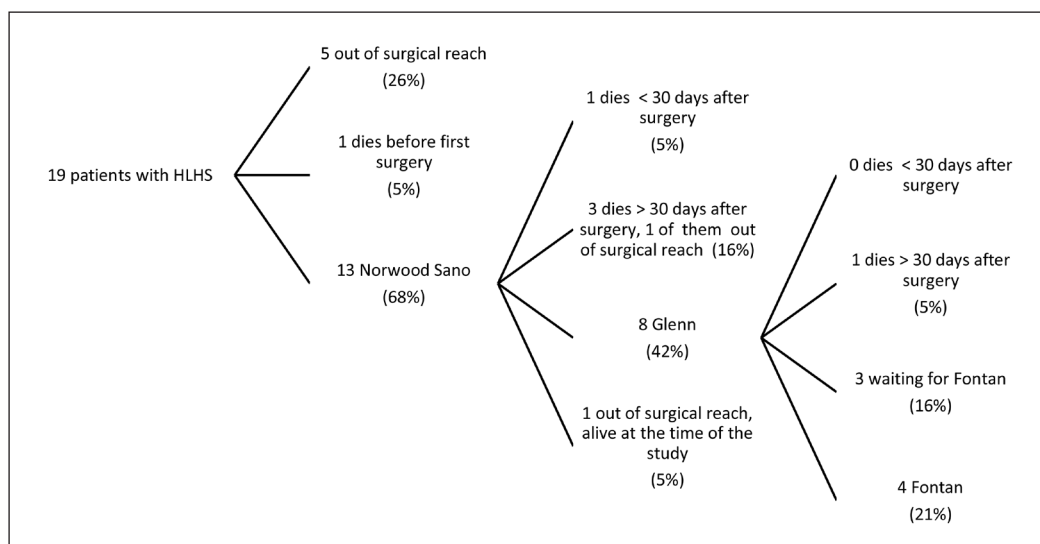 19 patients with HLHS
5 out of surgical reach
(26%)
1 dies before first
surgery
(5%)
13 Norwood Sano
(68%)
1 dies < 30 days after
surgery
(5%)
3 dies > 30 days after
surgery, 1 of them out
of surgical reach (16%)
8 Glenn
(42%)
1 out of surgical reach,
alive at the time of the
study
(5%)
0 dies < 30 days after
surgery
1 dies > 30 days after
surgery
(5%)
3 waiting for Fontan
(16%)
4 Fontan
(21%)